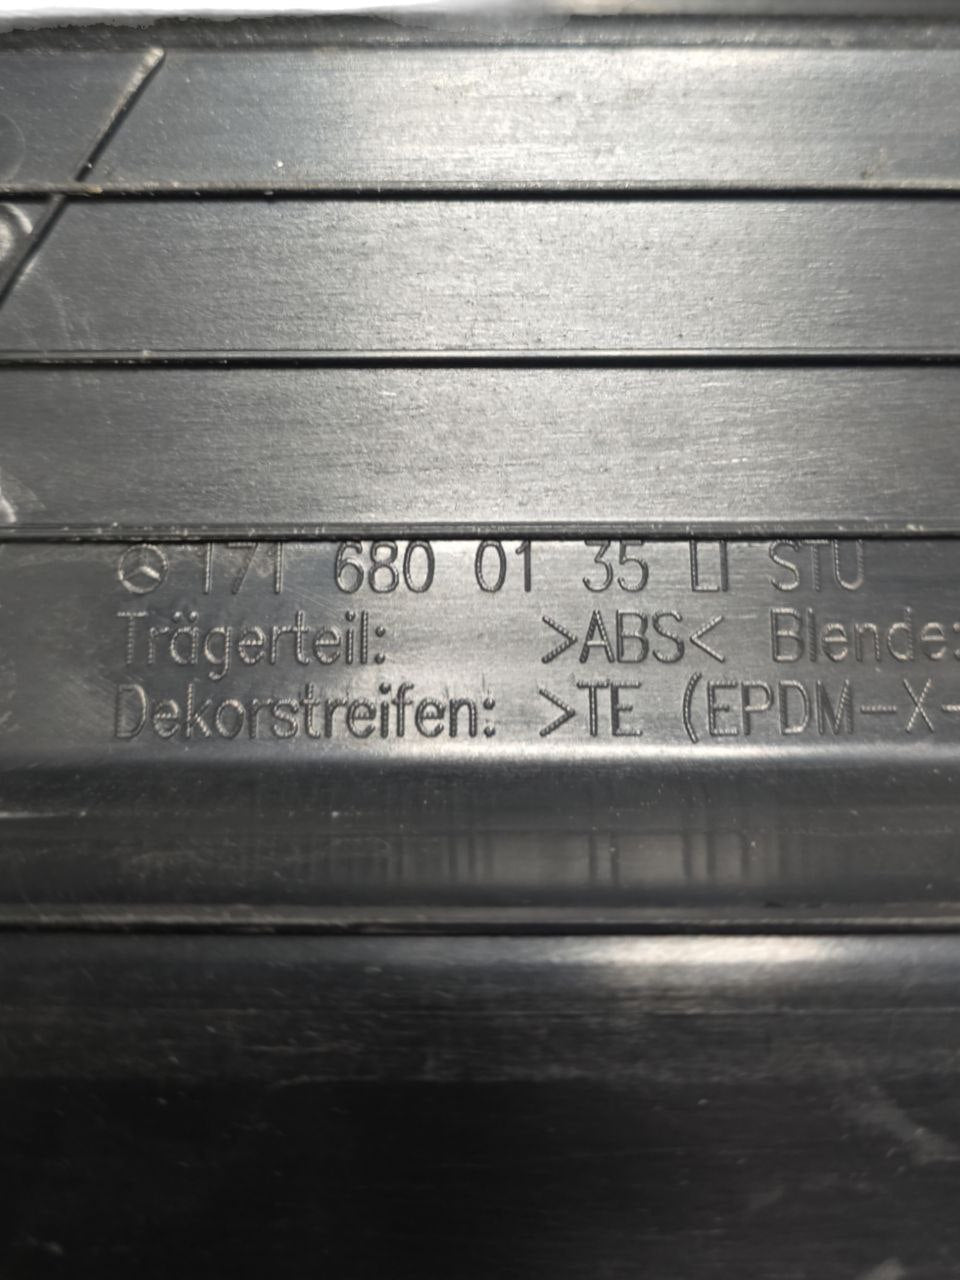 171 680 01 35 LI STU
Trägerteil: >ABS< Blende:
Dekorstreifen: >TE (EPDM-X-